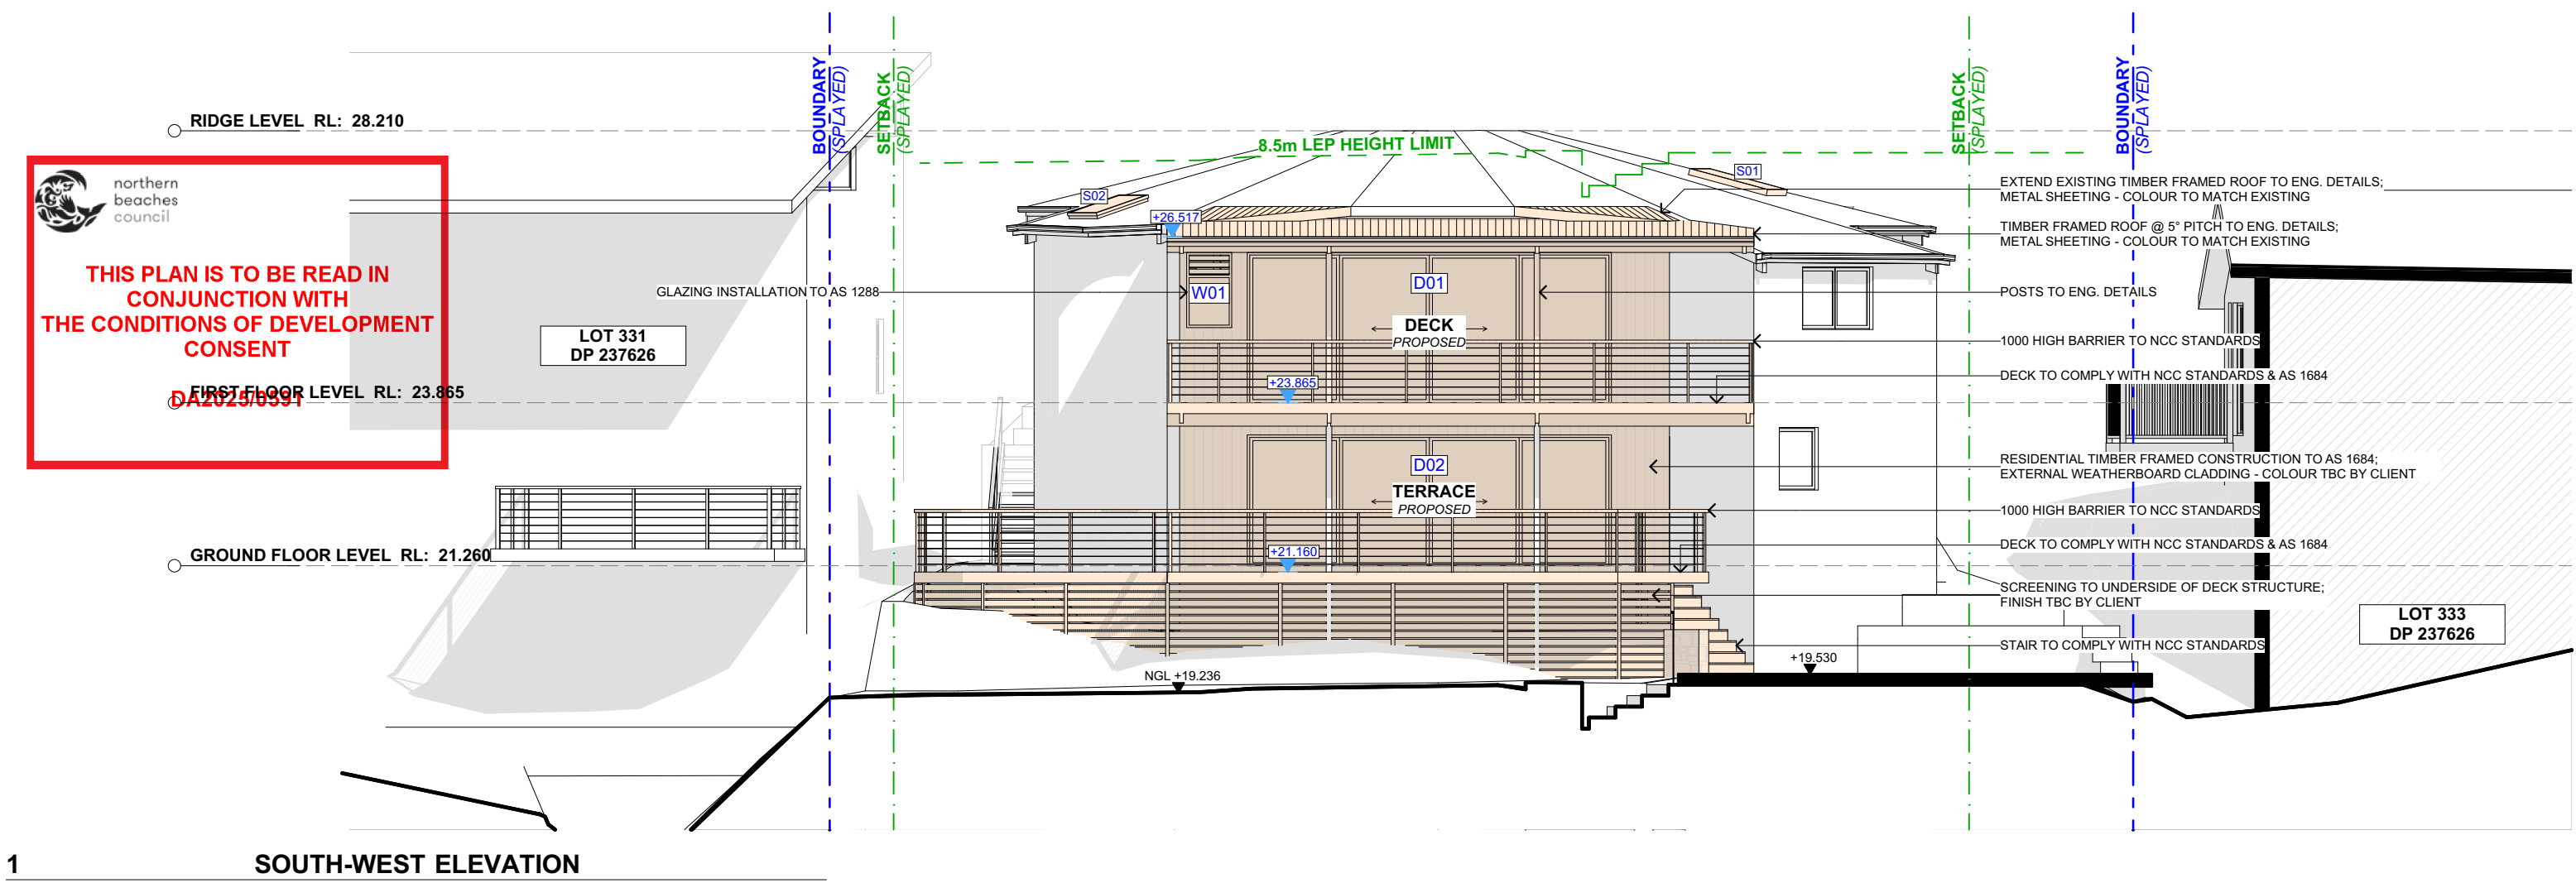 BOUNDARY
(SPLAYED)
SETBACK
(SPLAYED)
SETBACK
(SPLAYED)
BOUNDARY
(SPLAYED)
RIDGE LEVEL RL: 28.210
8.5m LEP HEIGHT LIMIT
northern
beaches
council
THIS PLAN IS TO BE READ IN
CONJUNCTION WITH
THE CONDITIONS OF DEVELOPMENT
CONSENT
DA2025/0591
FIRST FLOOR LEVEL RL: 23.865
GROUND FLOOR LEVEL RL: 21.260
LOT 331
DP 237626
S02
S01
+26.517
GLAZING INSTALLATION TO AS 1288
W01
D01
DECK
PROPOSED
+23.865
D02
TERRACE
PROPOSED
+21.160
NGL +19.236
+19.530
EXTEND EXISTING TIMBER FRAMED ROOF TO ENG. DETAILS;
METAL SHEETING - COLOUR TO MATCH EXISTING
TIMBER FRAMED ROOF @ 5° PITCH TO ENG. DETAILS;
METAL SHEETING - COLOUR TO MATCH EXISTING
POSTS TO ENG. DETAILS
1000 HIGH BARRIER TO NCC STANDARDS
DECK TO COMPLY WITH NCC STANDARDS & AS 1684
RESIDENTIAL TIMBER FRAMED CONSTRUCTION TO AS 1684;
EXTERNAL WEATHERBOARD CLADDING - COLOUR TBC BY CLIENT
1000 HIGH BARRIER TO NCC STANDARDS
DECK TO COMPLY WITH NCC STANDARDS & AS 1684
SCREENING TO UNDERSIDE OF DECK STRUCTURE;
FINISH TBC BY CLIENT
STAIR TO COMPLY WITH NCC STANDARDS
LOT 333
DP 237626
1 SOUTH-WEST ELEVATION